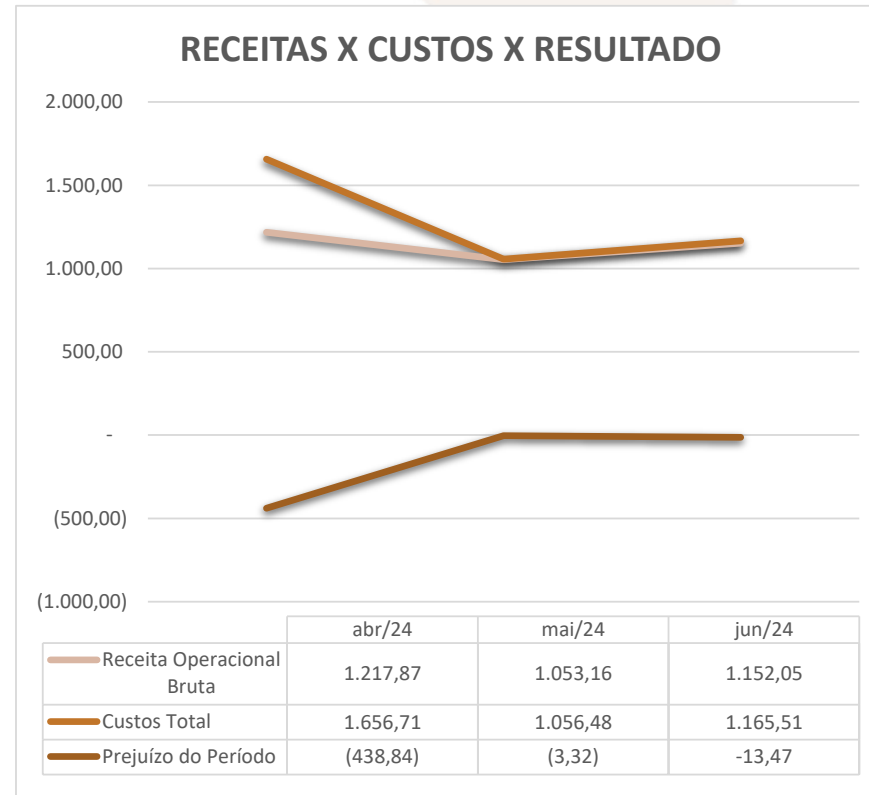 RECEITAS X CUSTOS X RESULTADO
2.000,00
1.500,00
1.000,00
500,00
-
(500,00)
(1.000,00)
abr/24 mai/24 jun/24
Receita Operacional
Bruta 1.217,87 1.053,16 1.152,05
Custos Total 1.656,71 1.056,48 1.165,51
Prejuízo do Período (438,84) (3,32) -13,47